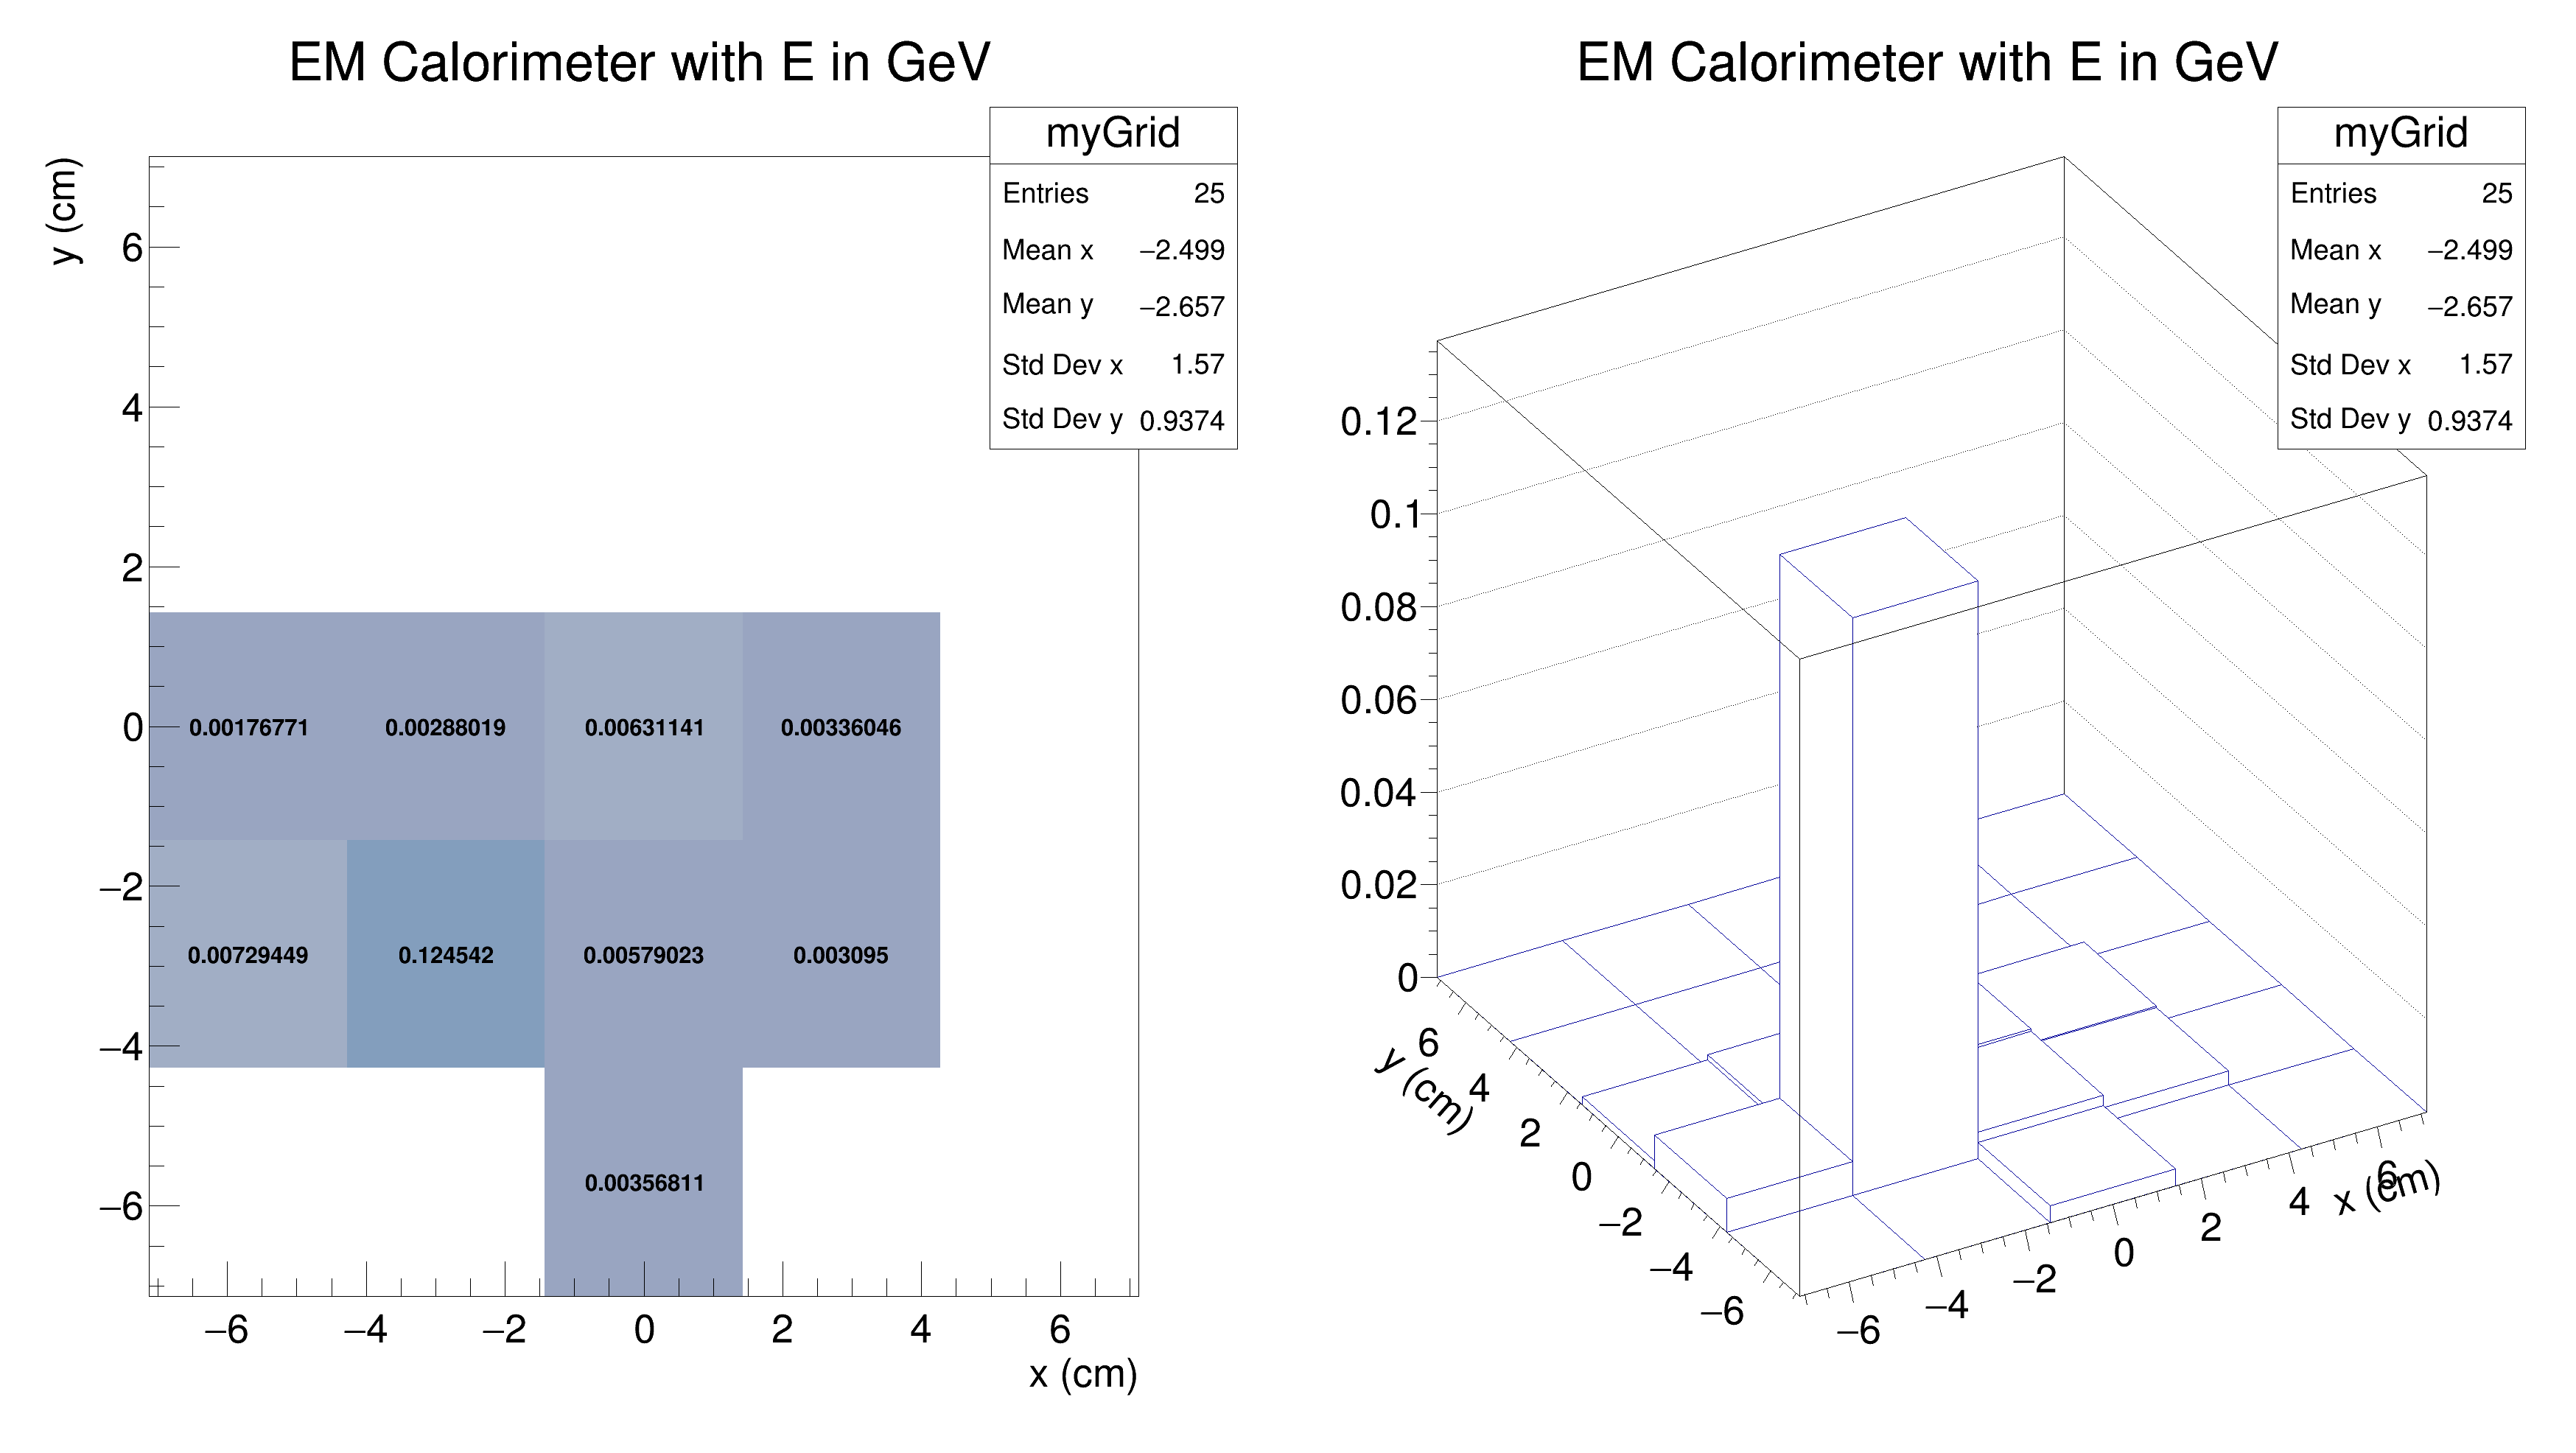 EM Calorimeter with E in GeV
myGrid
Entries 25
Mean x −2.499
Mean y −2.657
Std Dev x 1.57
Std Dev y 0.9374
y (cm)
6
4
2
0
−2
−4
−6
0.00176771 0.00288019 0.00631141 0.00336046
0.00729449 0.124542 0.00579023 0.003095
0.00356811
−6 −4 −2 0 2 4 6
x (cm)
EM Calorimeter with E in GeV
myGrid
Entries 25
Mean x −2.499
Mean y −2.657
Std Dev x 1.57
Std Dev y 0.9374
0.12
0.1
0.08
0.06
0.04
0.02
0
y (cm)
6
4
2
0
−2
−4
−6
−6
−4
−2
0
2
4
6
x (cm)